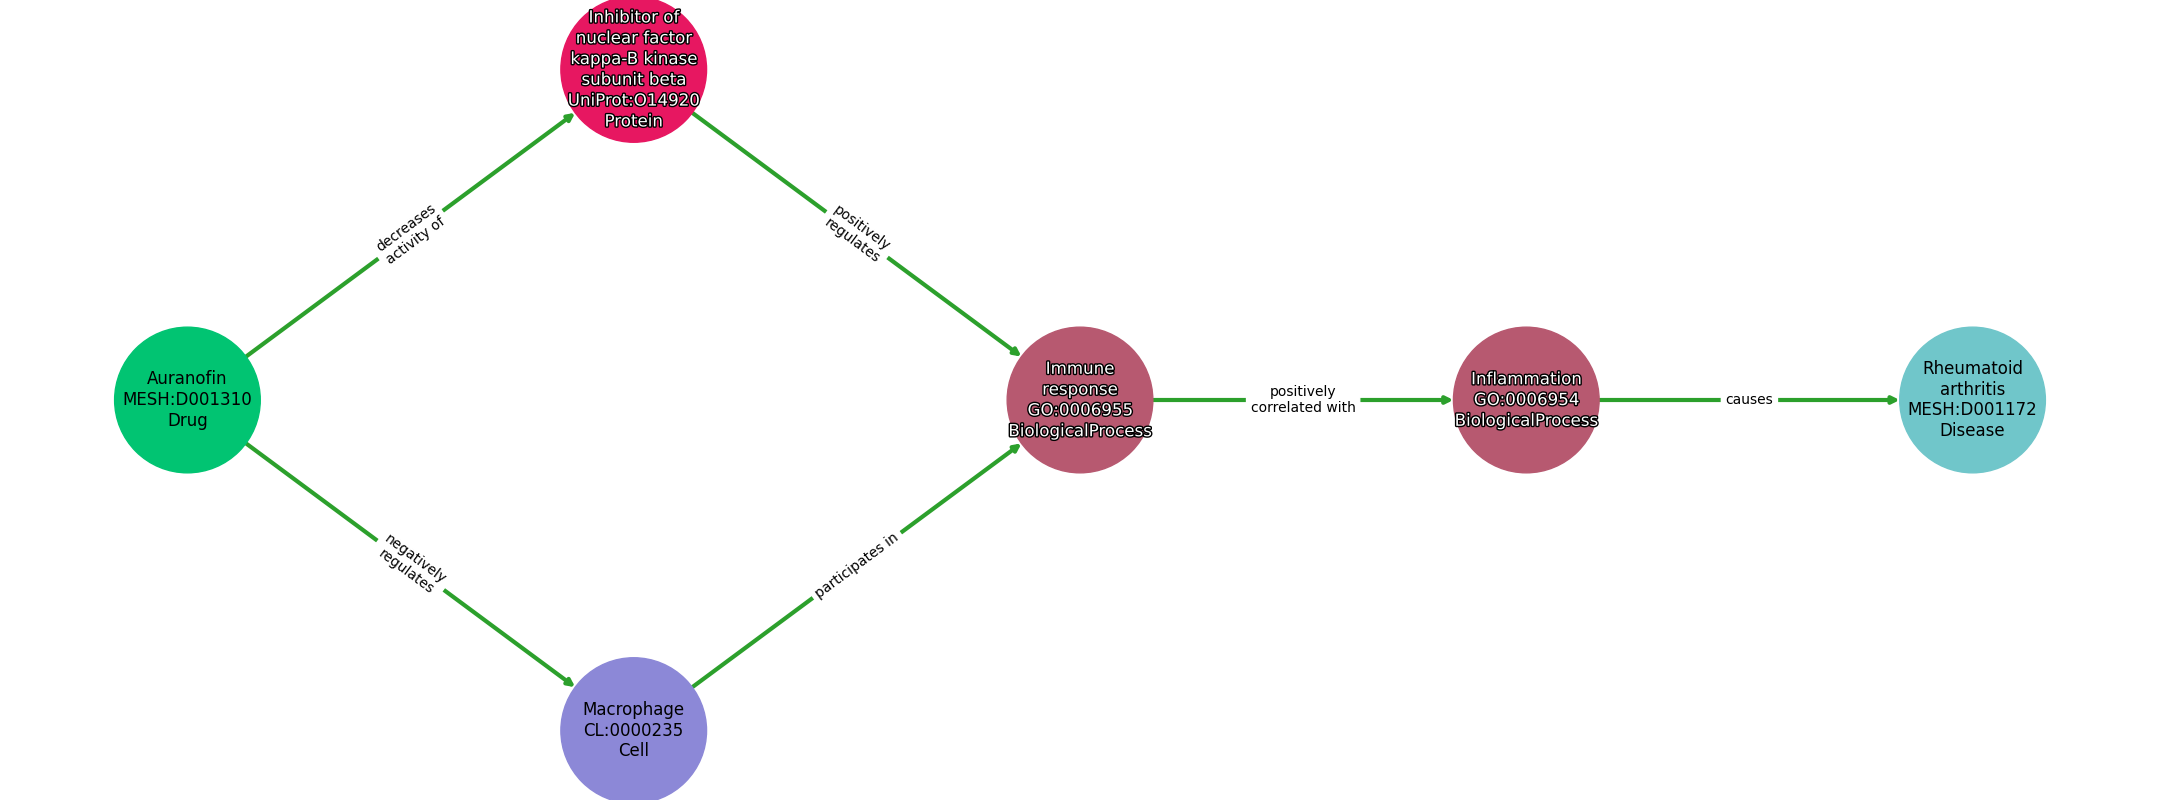 Inhibitor of
nuclear factor
kappa-B kinase
subunit beta
UniProt:O14920
Protein
decreases
activity of
positively
regulates
Auranofin
MESH:D001310
Drug
Immune
response
GO:0006955
BiologicalProcess
positively
correlated with
Inflammation
GO:0006954
BiologicalProcess
causes
Rheumatoid
arthritis
MESH:D001172
Disease
negatively
regulates
participates in
Macrophage
CL:0000235
Cell